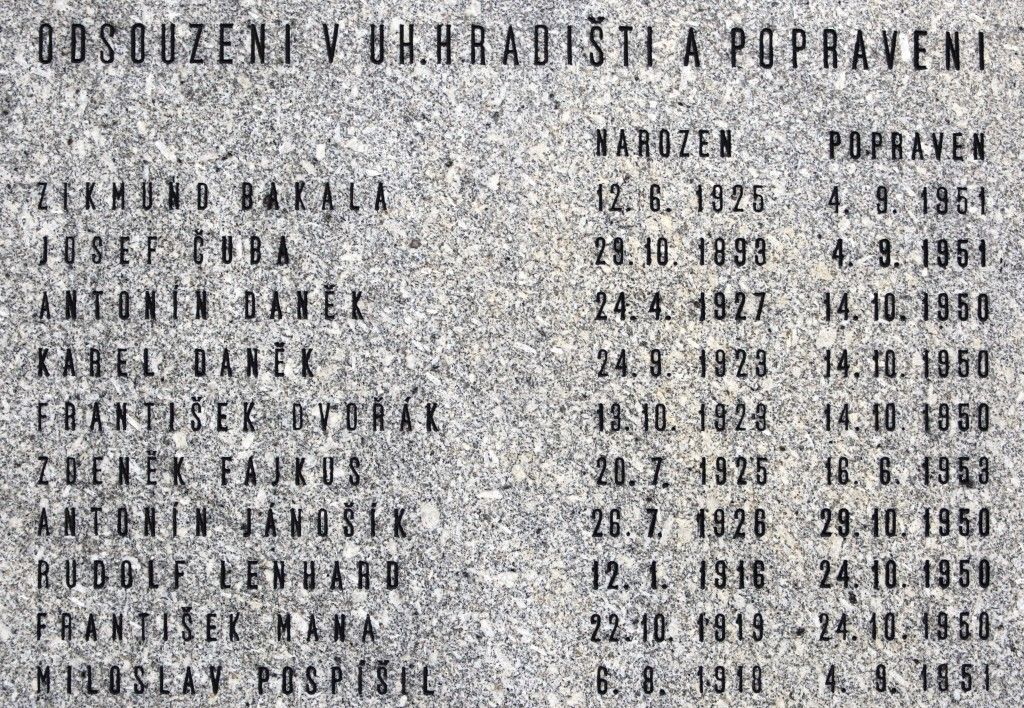 ODSOUZENI V UH.HRADIŠTI A POPRAVENI
NAROZEN POPRAVEN
ZIKMUND BAKALA 12. 6. 1925 4. 9. 1951
JOSEF ČUBA 29. 10. 1893 4. 9. 1951
ANTONÍN DANĚK 24. 4. 1927 14. 10. 1950
KAREL DANĚK 24. 9. 1923 14. 10. 1950
FRANTIŠEK DVOŘÁK 13. 10. 1923 14. 10. 1950
ZDENĚK FAJKUS 20. 7. 1925 16. 6. 1953
ANTONÍN JÁNOŠÍK 26. 7. 1926 29. 10. 1950
RUDOLF LENHARD 12. 1. 1916 24. 10. 1950
FRANTIŠEK MANA 22. 10. 1919 24. 10. 1950
MILOSLAV POSPÍŠIL 6. 8. 1918 4. 9. 1951